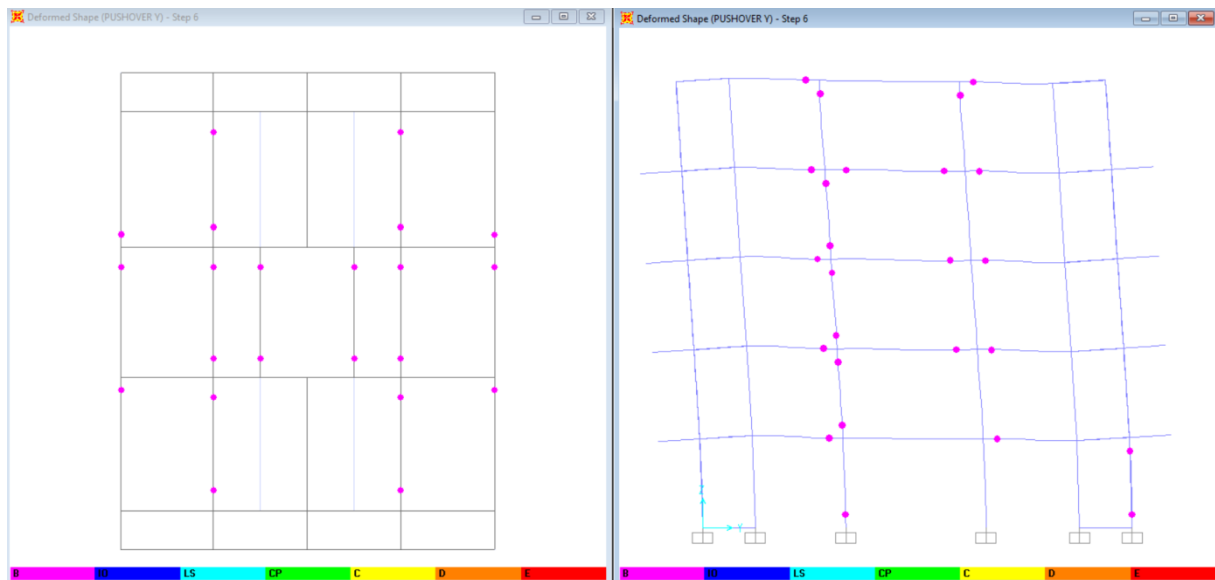 Deformed Shape (PUSHOVER Y) - Step 6
Deformed Shape (PUSHOVER Y) - Step 6
Y
B IO LS CP C D E
B IO LS CP C D E